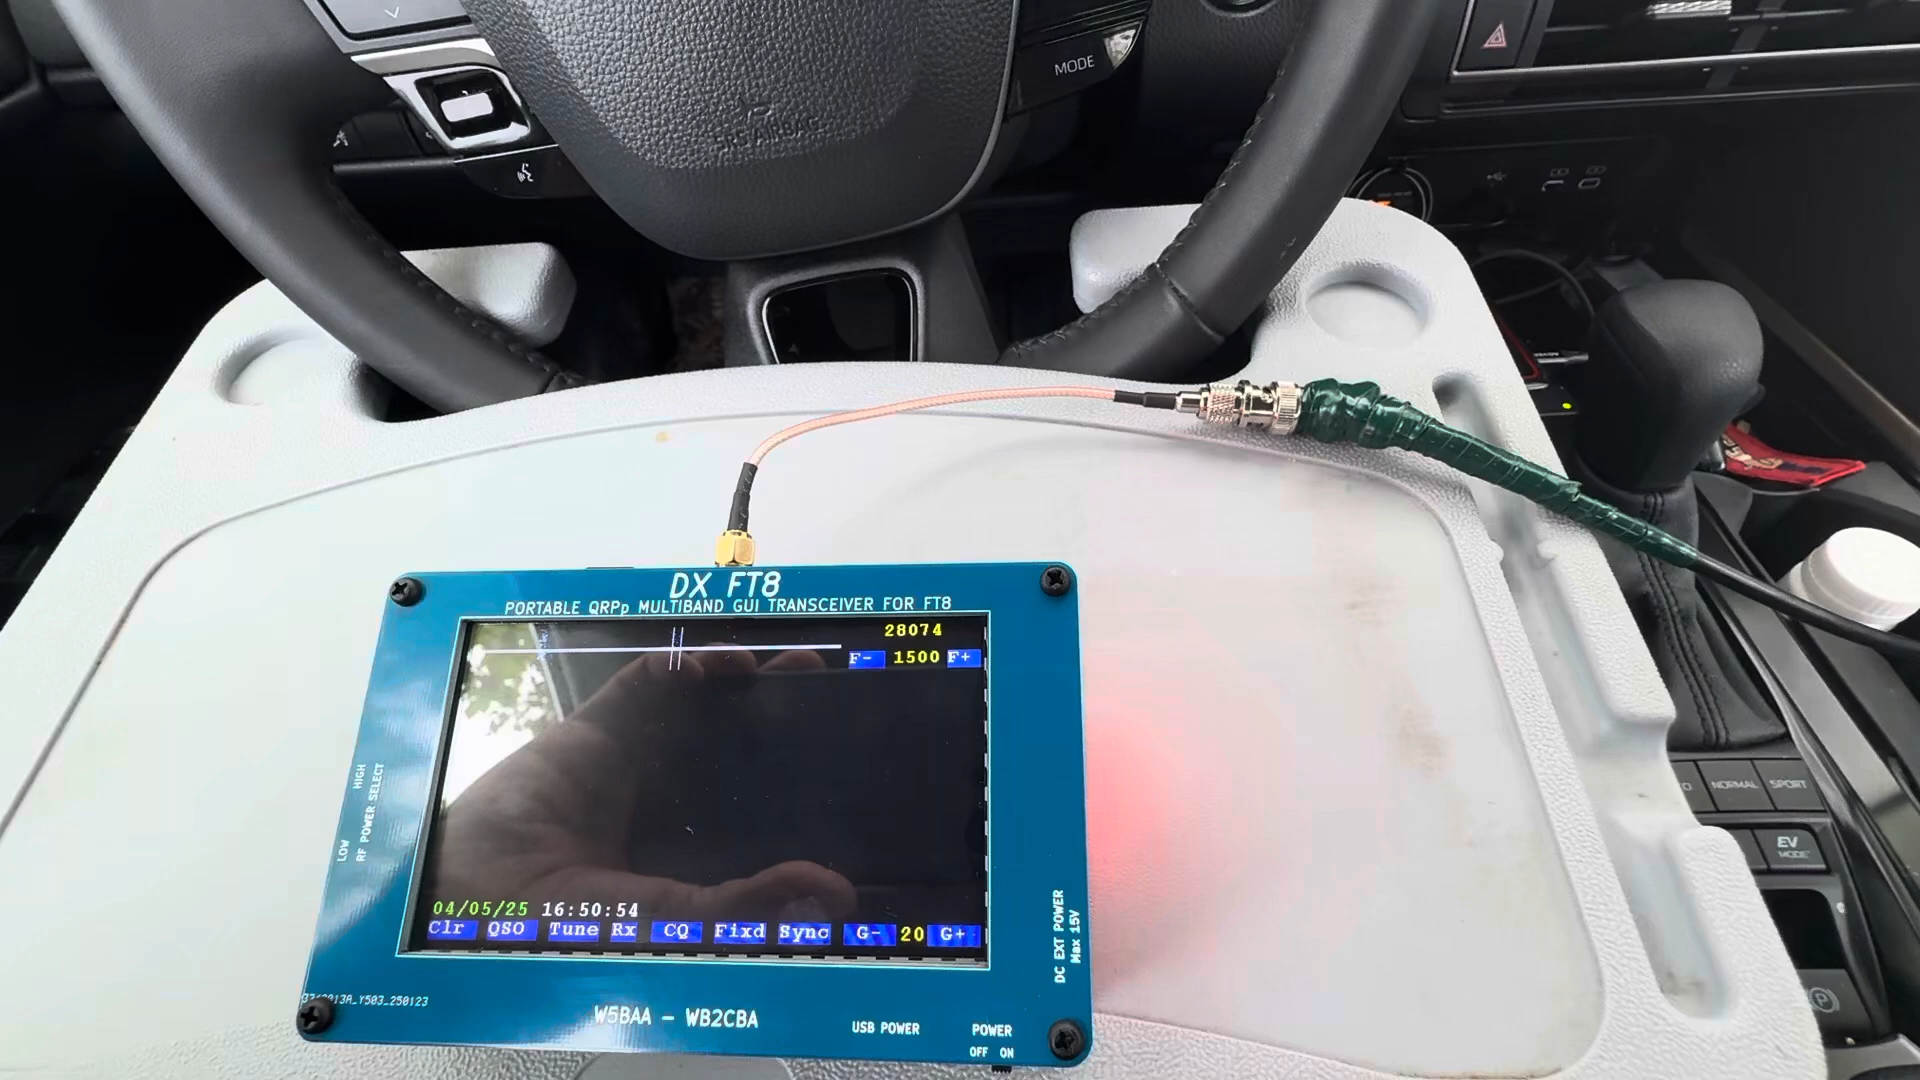 MODE
SRS AIRBAG
DX FT8
PORTABLE QRPp MULTIBAND GUI TRANSCEIVER FOR FT8
28074
F- 1500 F+
HIGH
LOW
RF POWER SELECT
NORMAL
SPORT
EV
MODE
04/05/25 16:50:54
Clr QSO Tune Rx CQ Fixd Sync G- 20 G+
DC EXT POWER
Max 15V
W5BAA - WB2CBA
USB POWER
POWER
OFF ON
P